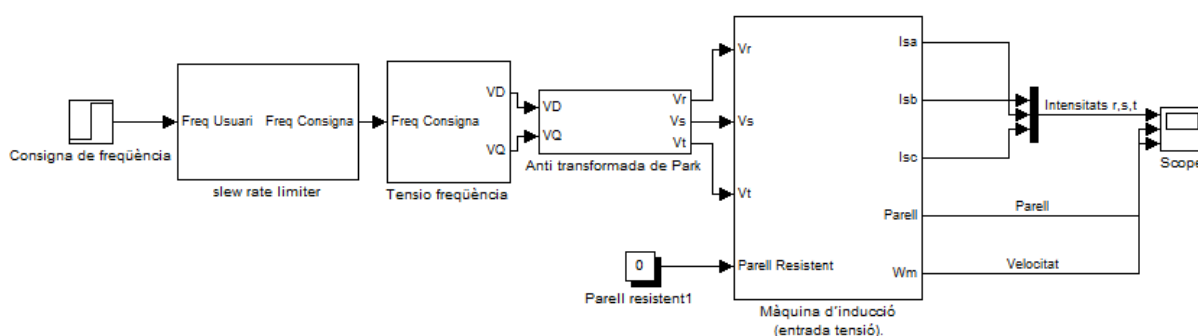 Consigna de freqüència
Freq Usuari
Freq Consigna
slew rate limiter
Freq Consigna
VD
VQ
Tensio freqüència
VD
VQ
Vr
Vs
Vt
Anti transformada de Park
0
Parell resistent1
Vr
Vs
Vt
Parell Resistent
Isa
Isb
Isc
Parell
Wm
Màquina d'inducció
(entrada tensió).
Intensitats r,s,t
Parell
Velocitat
Scope